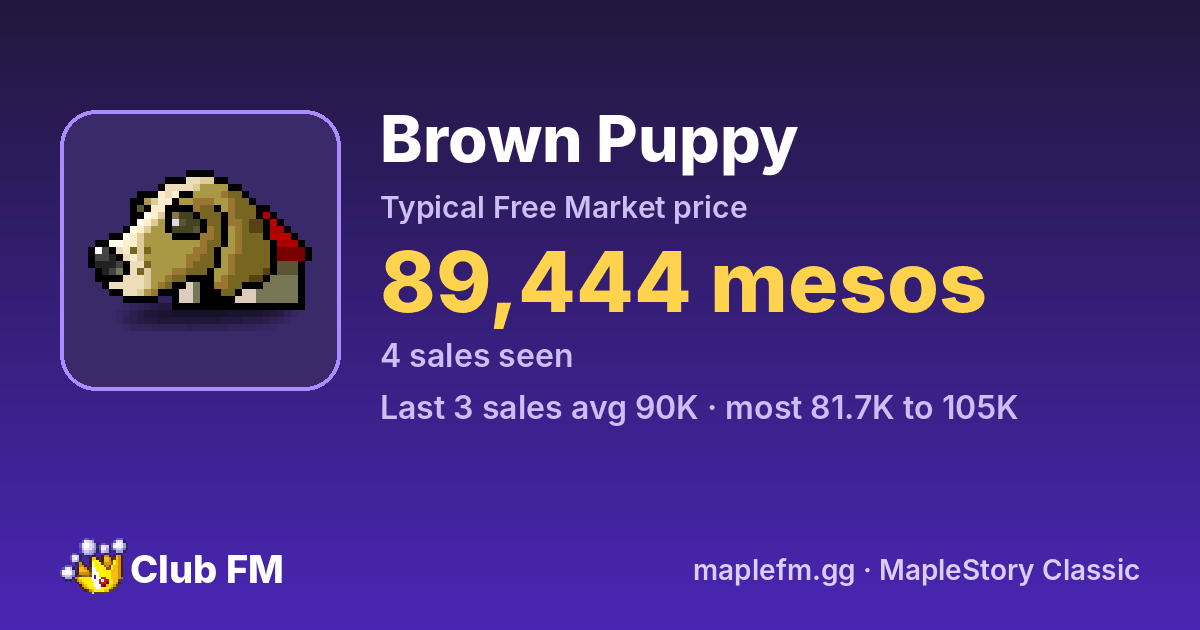 Brown Puppy
Typical Free Market price
89,444 mesos
4 sales seen
Last 3 sales avg 90K · most 81.7K to 105K
Club FM
maplefm.gg · MapleStory Classic